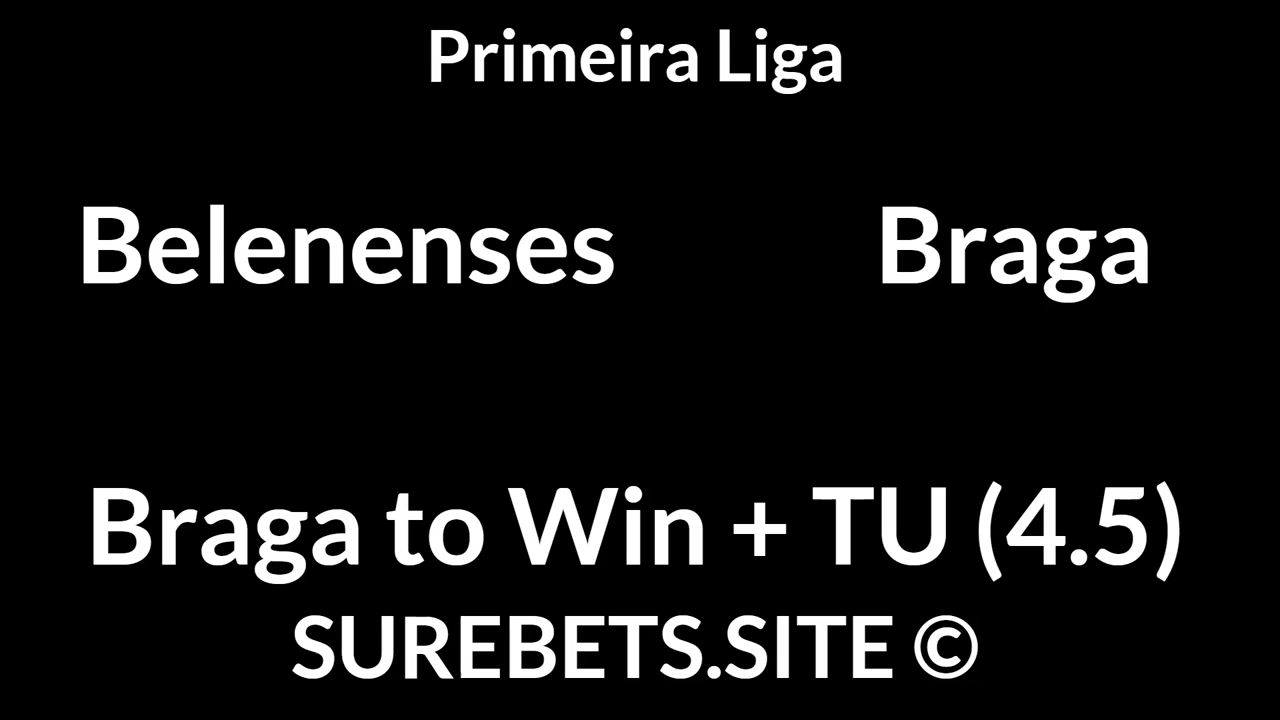 Primeira Liga
Belenenses Braga
Braga to Win + TU (4.5)
SUREBETS.SITE ©